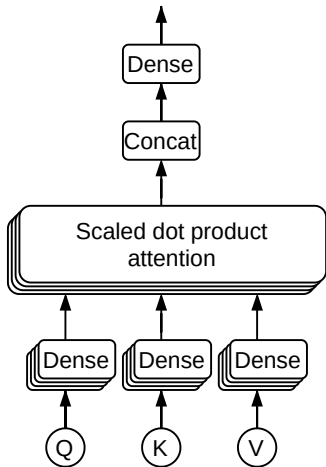 Dense
Concat
Scaled dot product
attention
Dense Dense Dense
Q K V